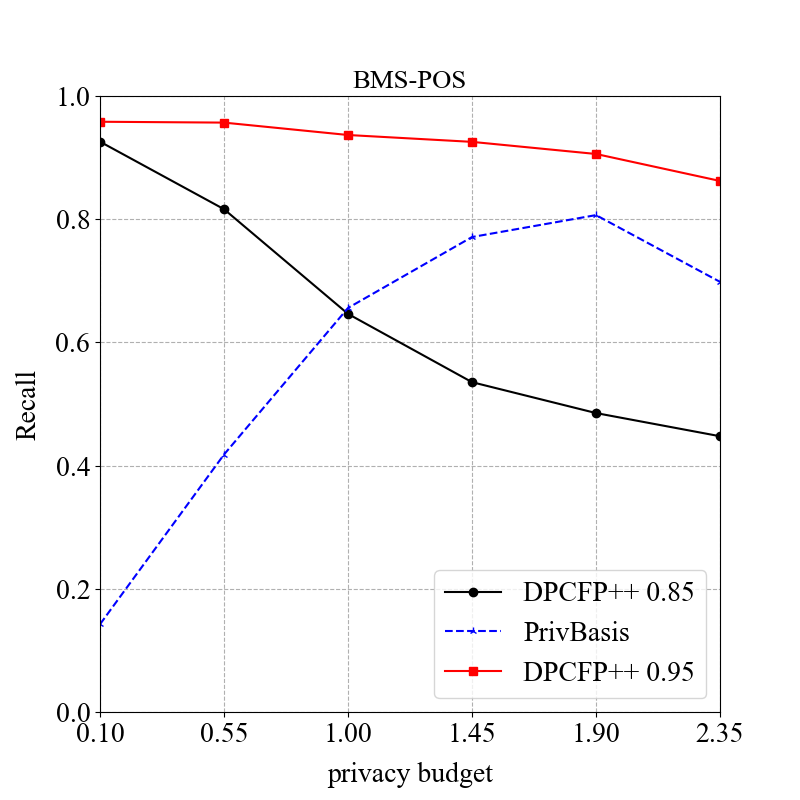 BMS-POS
1.0
0.8
0.6
0.4
0.2
0.0
Recall
DPCFP++ 0.85
PrivBasis
DPCFP++ 0.95
0.10 0.55 1.00 1.45 1.90 2.35
privacy budget